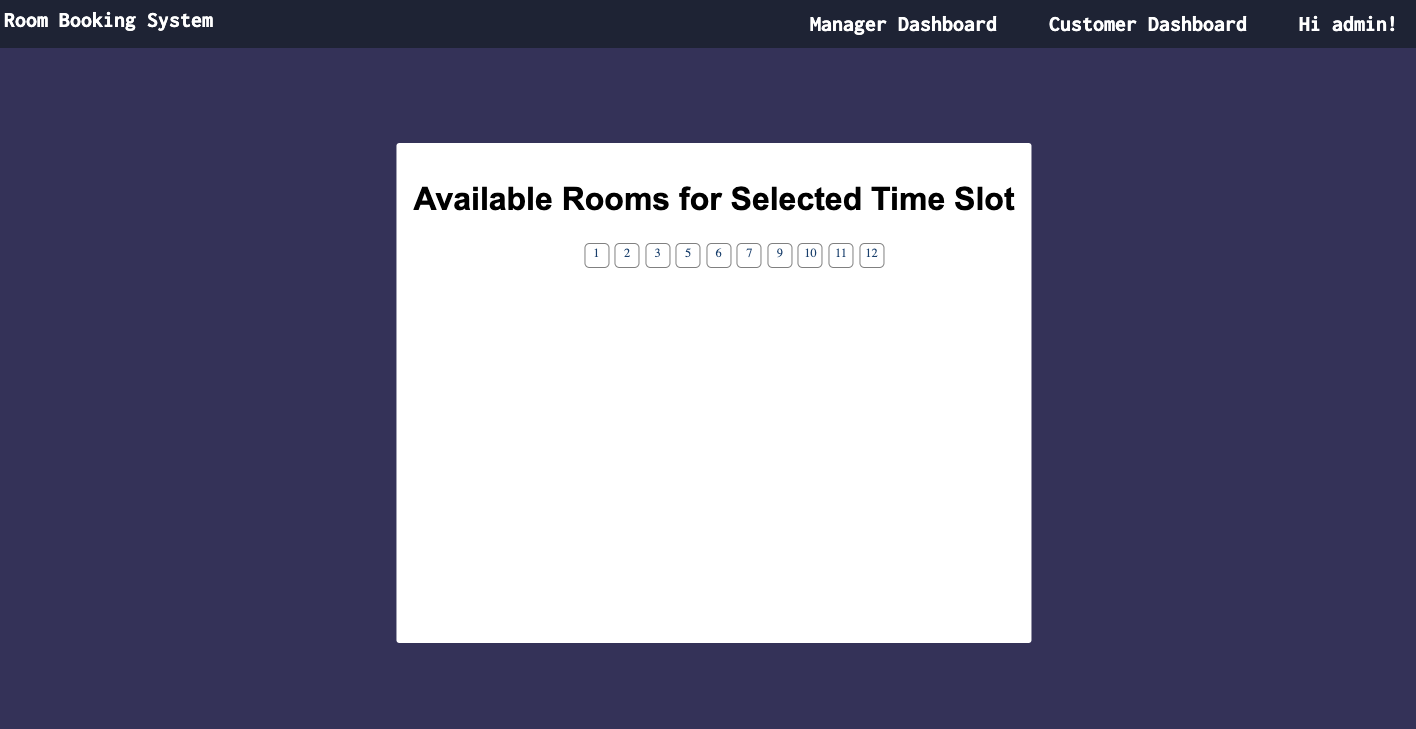 Room Booking System
Manager Dashboard Customer Dashboard Hi admin!
Available Rooms for Selected Time Slot
1 2 3 5 6 7 9 10 11 12